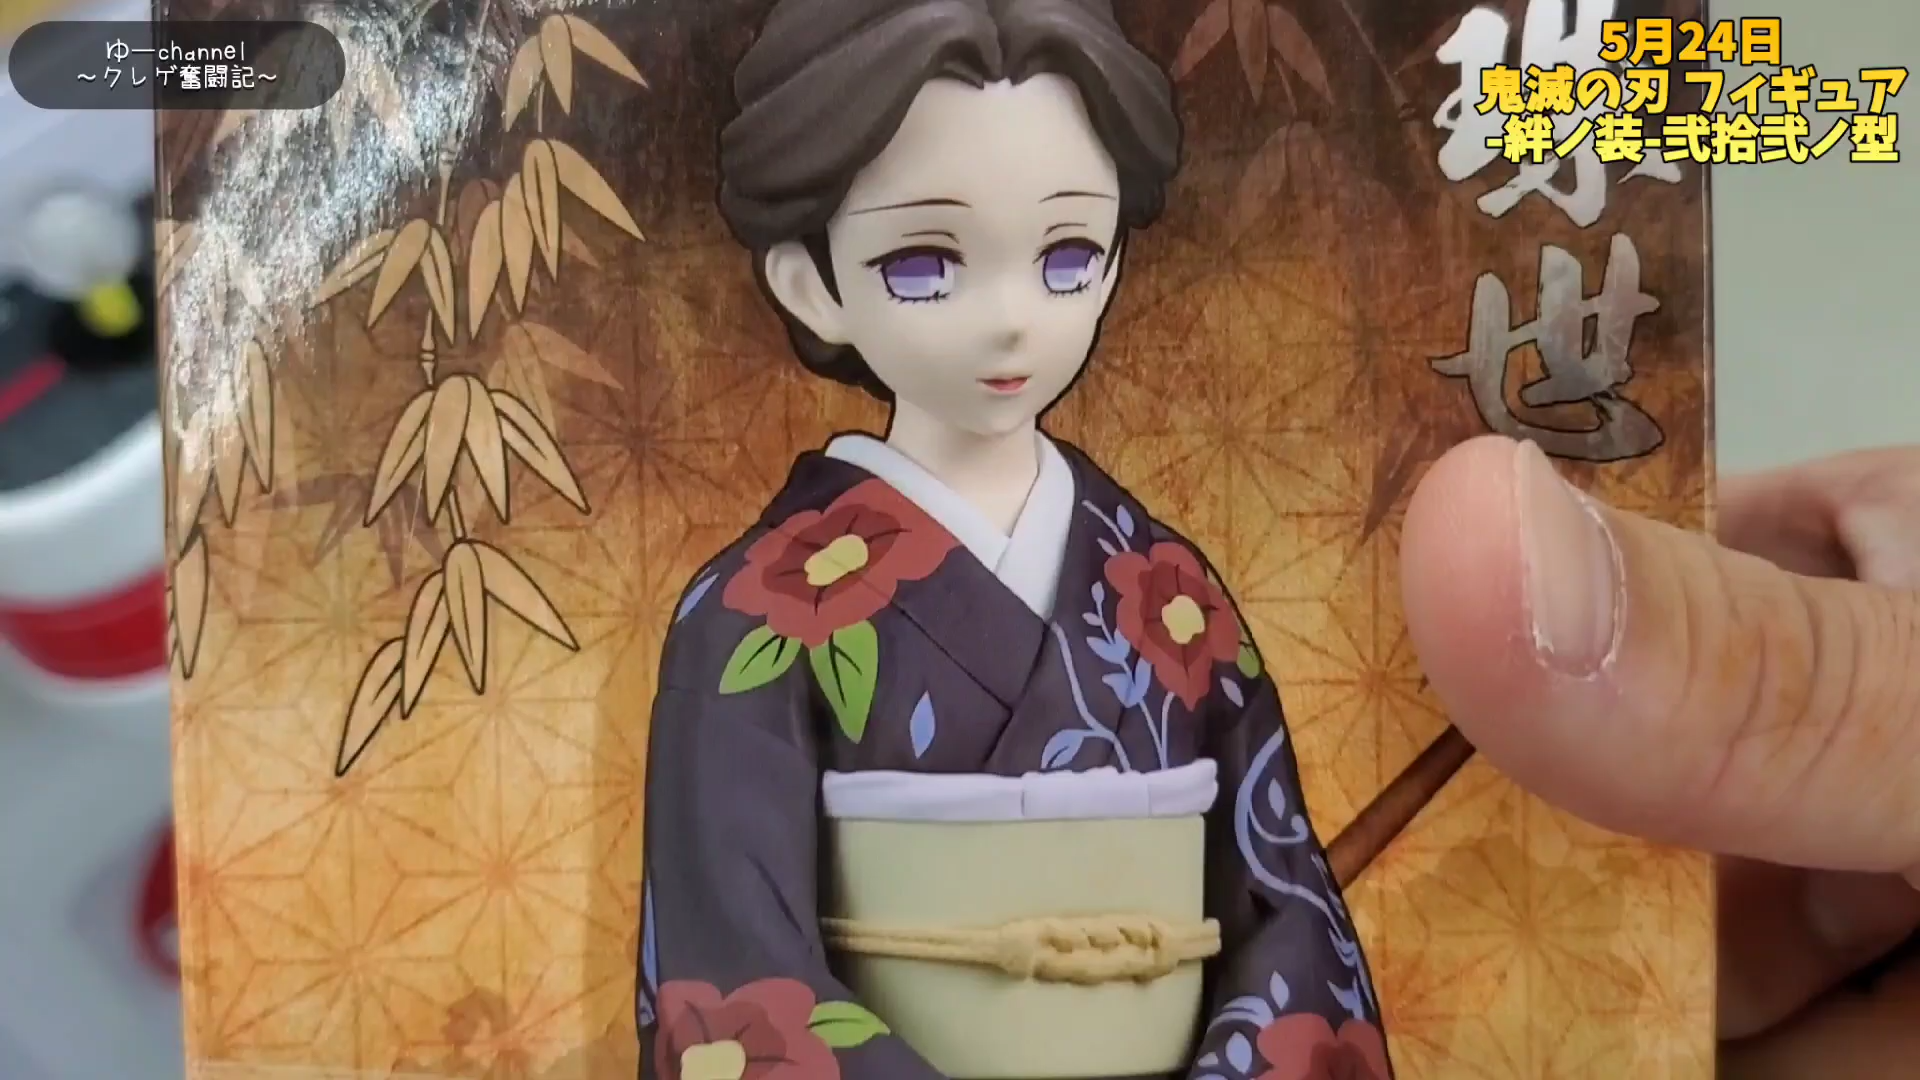 ゆーchannel
～クレゲ奮闘記～
5月24日
鬼滅の刃 フィギュア
-絆ノ装-弐拾弐ノ型
珠世